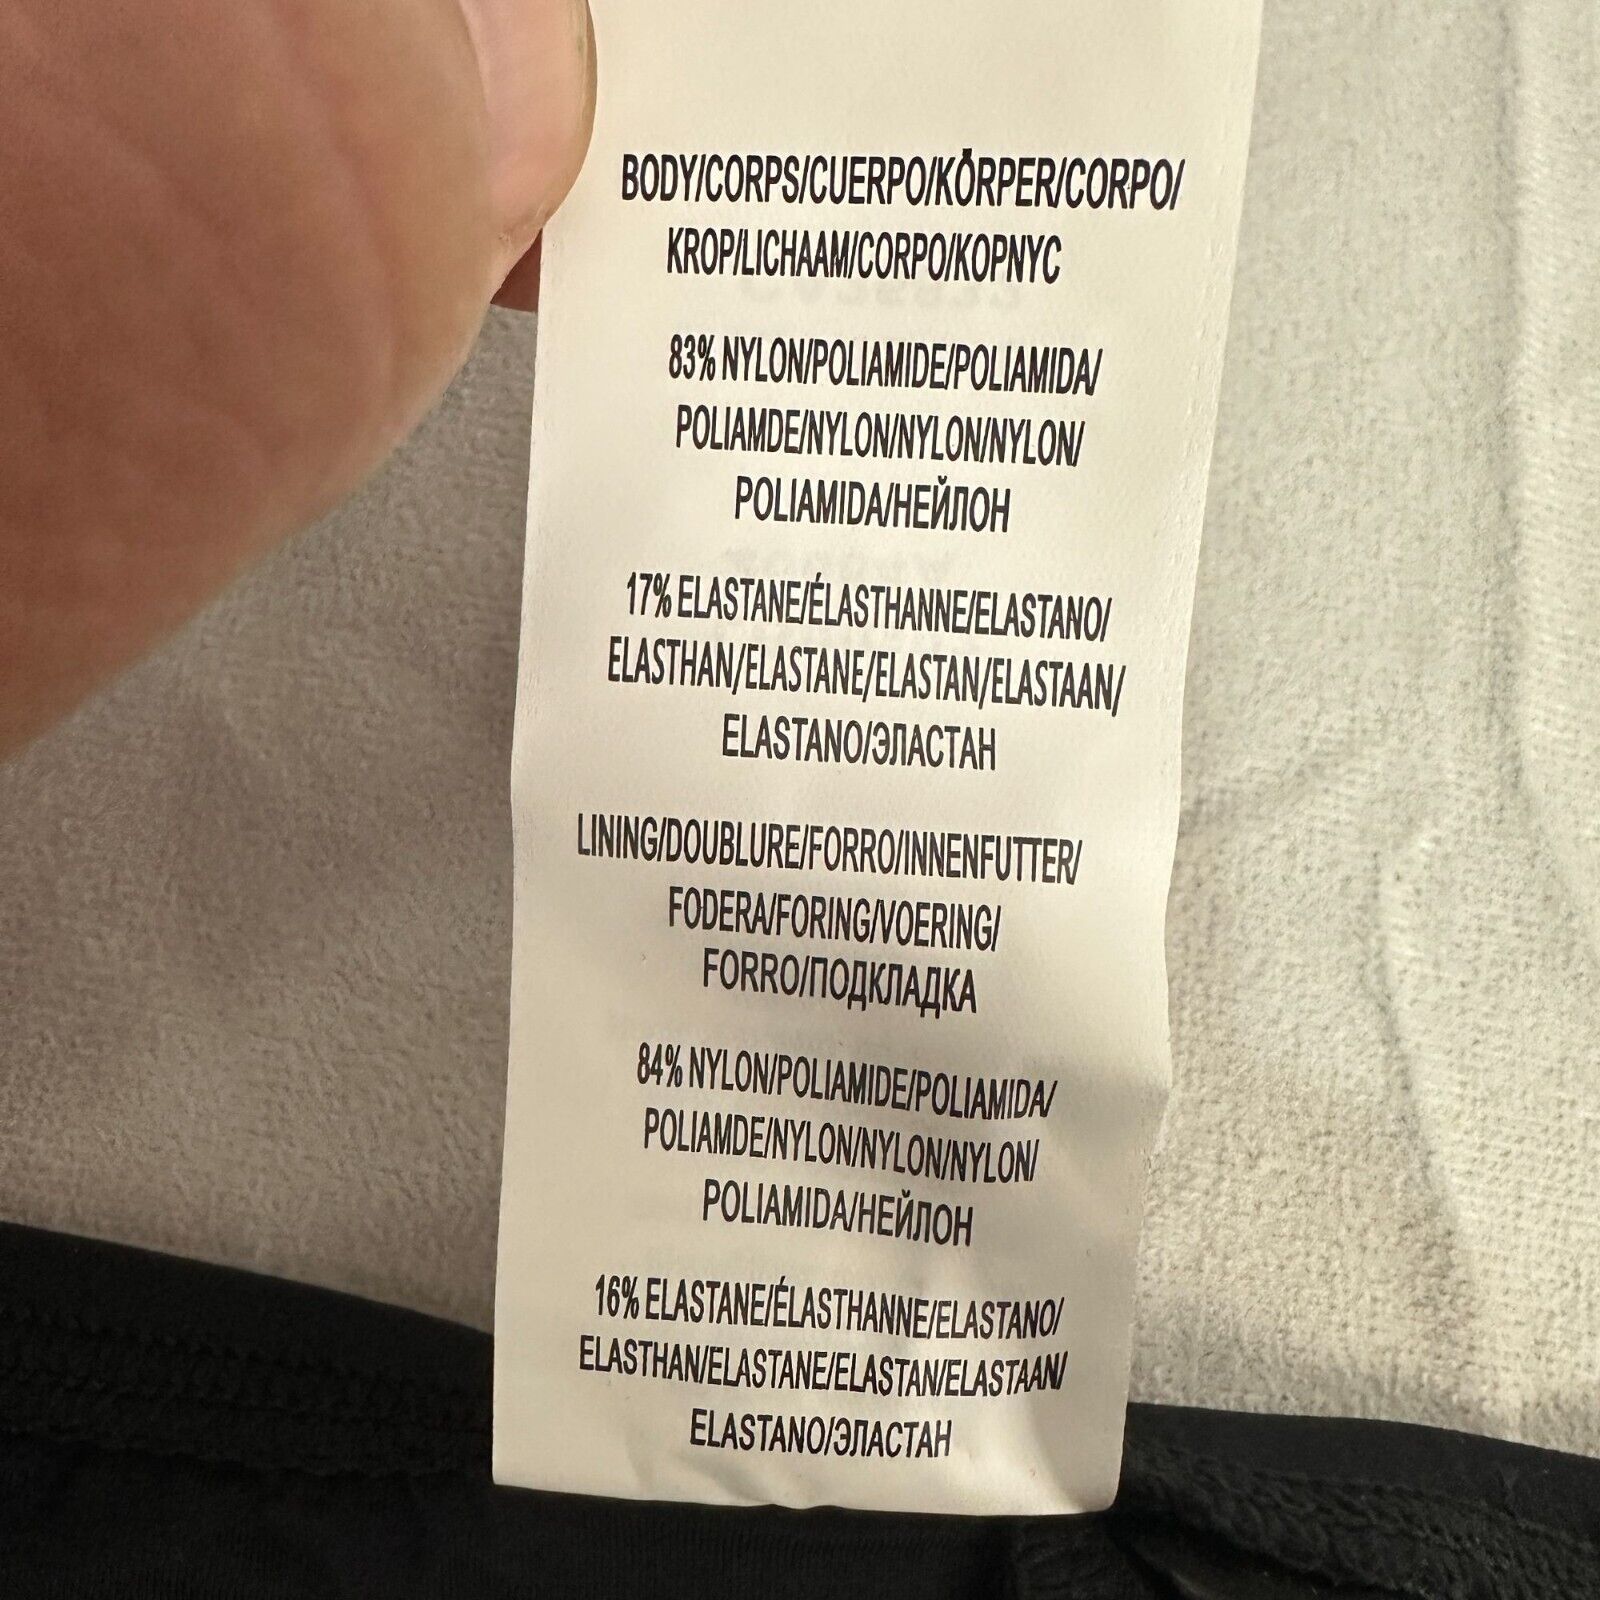 BODY/CORPS/CUERPO/KÖRPER/CORPO/
KROP/LICHAAM/CORPO/KOPNYC
83% NYLON/POLIAMIDE/POLIAMIDA/
POLIAMDE/NYLON/NYLON/NYLON/
POLIAMIDA/НЕЙЛОН
17% ELASTANE/ÉLASTHANNE/ELASTANO/
ELASTHAN/ELASTANE/ELASTAN/ELASTAAN/
ELASTANO/ЭЛАСТАН
LINING/DOUBLURE/FORRO/INNENFUTTER/
FODERA/FORING/VOERING/
FORRO/ПОДКЛАДКА
84% NYLON/POLIAMIDE/POLIAMIDA/
POLIAMDE/NYLON/NYLON/NYLON/
POLIAMIDA/НЕЙЛОН
16% ELASTANE/ÉLASTHANNE/ELASTANO/
ELASTHAN/ELASTANE/ELASTAN/ELASTAAN/
ELASTANO/ЭЛАСТАН